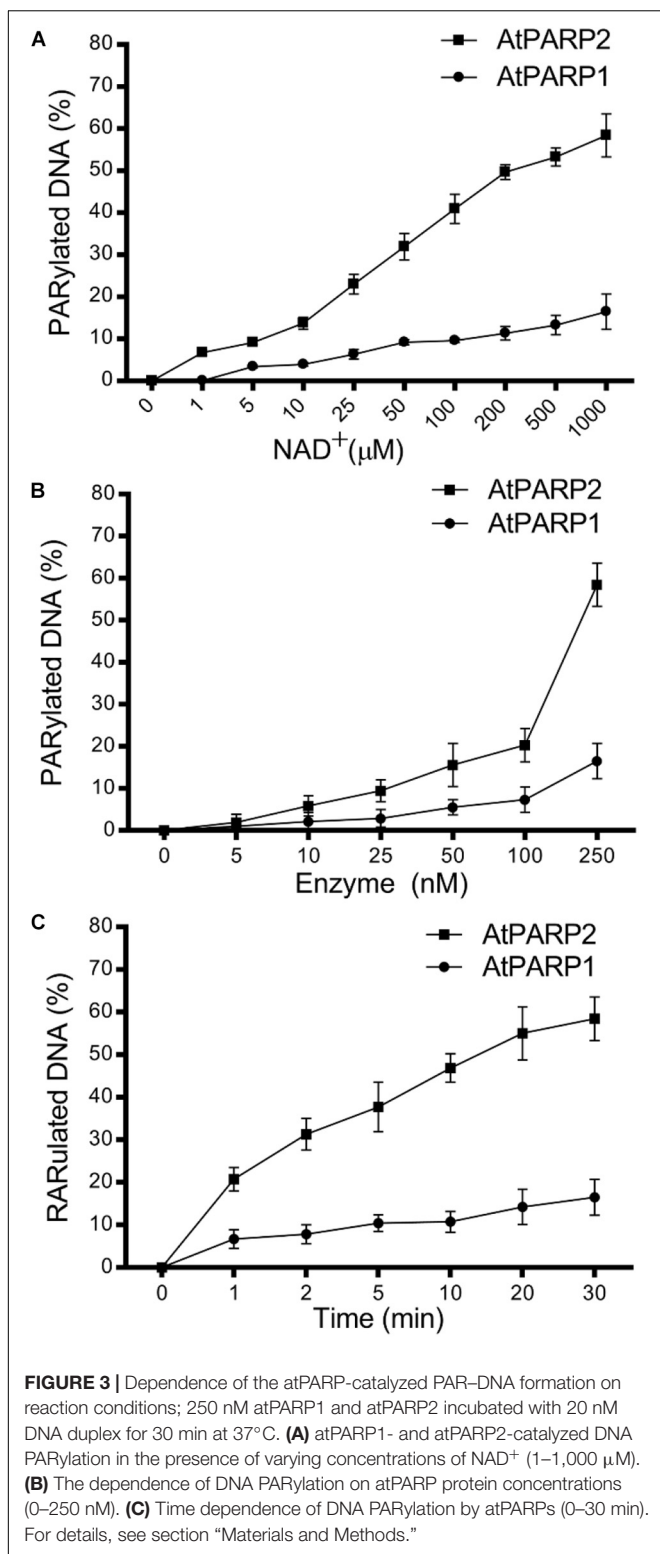 A
80
70
60
50
40
30
20
10
0
PARylated DNA (%)
AtPARP2
AtPARP1
0 1 5 10 25 50 100 200 500 1000
NAD+(μM)
B
80
70
60
50
40
30
20
10
0
PARylated DNA (%)
AtPARP2
AtPARP1
0 5 10 25 50 100 250
Enzyme (nM)
C
80
70
60
50
40
30
20
10
0
RARulated DNA (%)
AtPARP2
AtPARP1
0 1 2 5 10 20 30
Time (min)
FIGURE 3 | Dependence of the atPARP-catalyzed PAR–DNA formation on
reaction conditions; 250 nM atPARP1 and atPARP2 incubated with 20 nM
DNA duplex for 30 min at 37°C. (A) atPARP1- and atPARP2-catalyzed DNA
PARylation in the presence of varying concentrations of NAD+ (1–1,000 μM).
(B) The dependence of DNA PARylation on atPARP protein concentrations
(0–250 nM). (C) Time dependence of DNA PARylation by atPARPs (0–30 min).
For details, see section “Materials and Methods.”